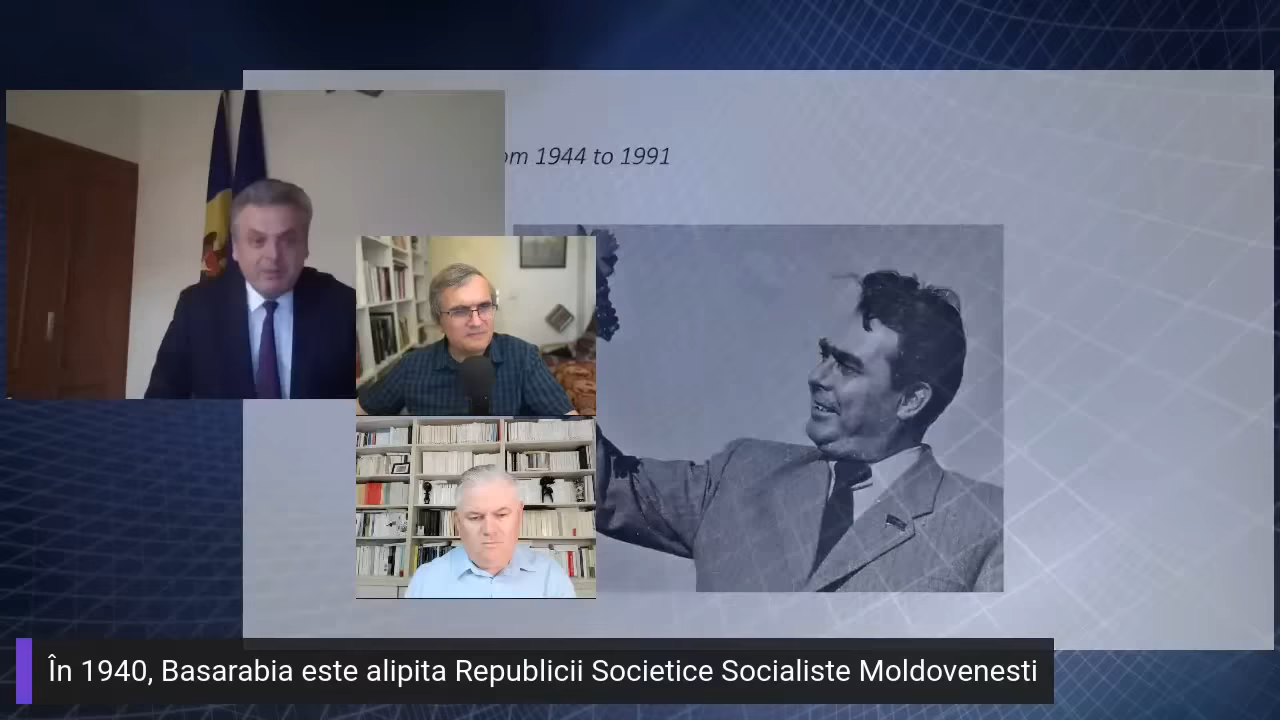 om 1944 to 1991
În 1940, Basarabia este alipita Republicii Societice Socialiste Moldovenesti